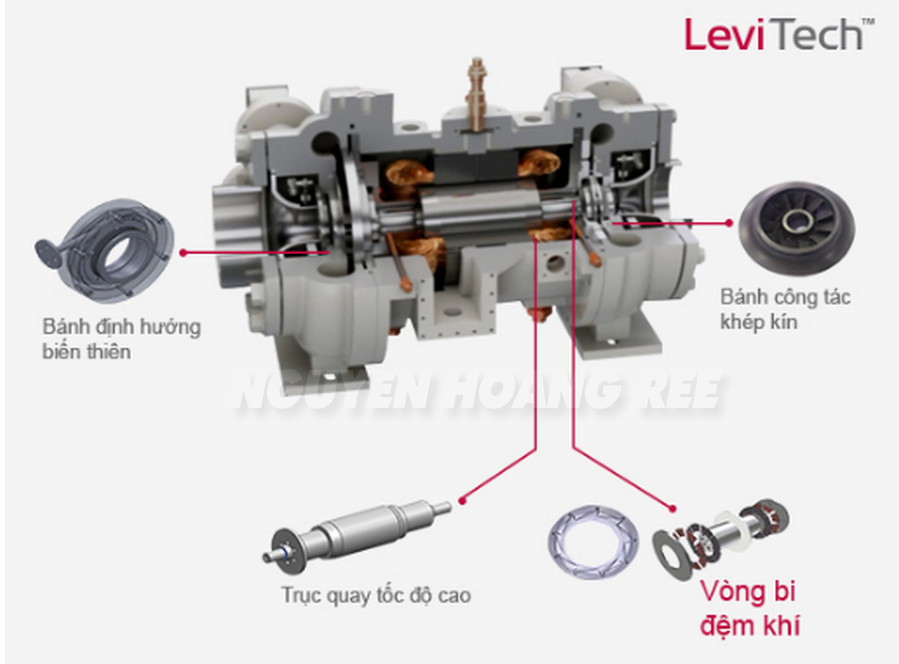 LeviTech™
Bánh định hướng
biến thiên
Bánh công tác
khép kín
NGUYEN HOANG REE
Trục quay tốc độ cao
Vòng bi
đệm khí